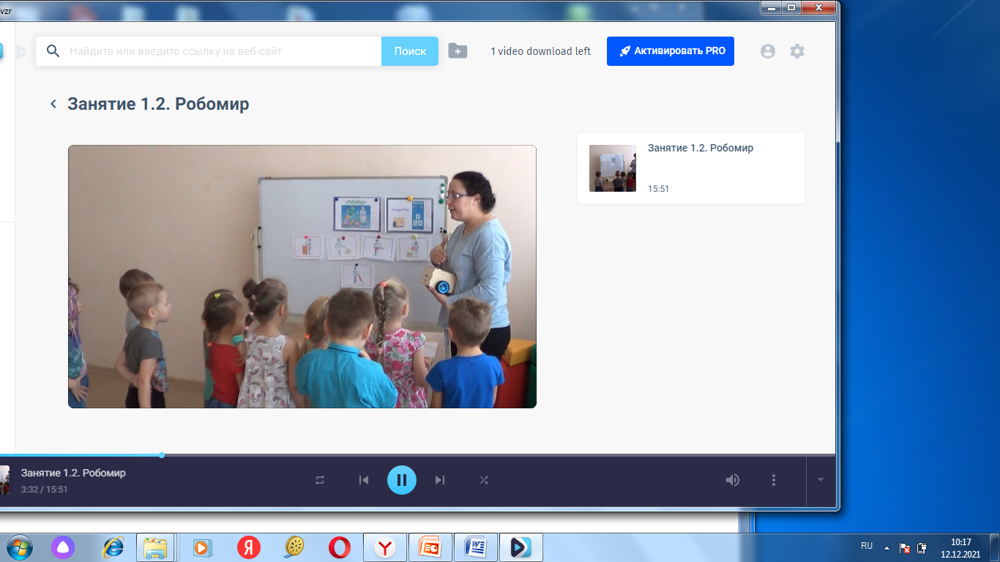 vzr
Найдите или введите ссылку на веб-сайт
Поиск
1 video download left
Активировать PRO
Занятие 1.2. Робомир
Занятие 1.2. Робомир
15:51
«РобоМир»
Занятие 1.2. Робомир
3:32 / 15:51
RU
10:17
12.12.2021